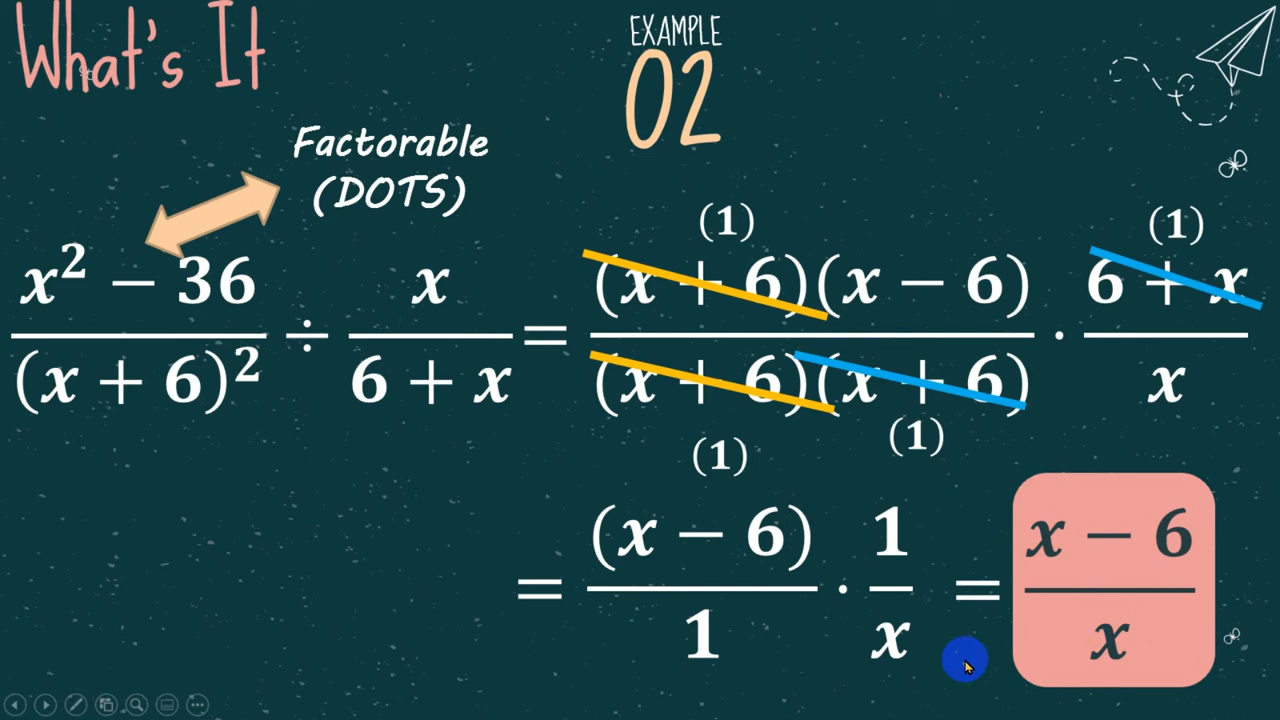 What's It
EXAMPLE
02
Factorable
(DOTS)
x² − 36 / (x + 6)² ÷ x / 6 + x = (x + 6)(x − 6) / (x + 6)(x + 6) · 6 + x / x
(1) (1)
(1) (1)
= (x − 6) / 1 · 1 / x = x − 6 / x